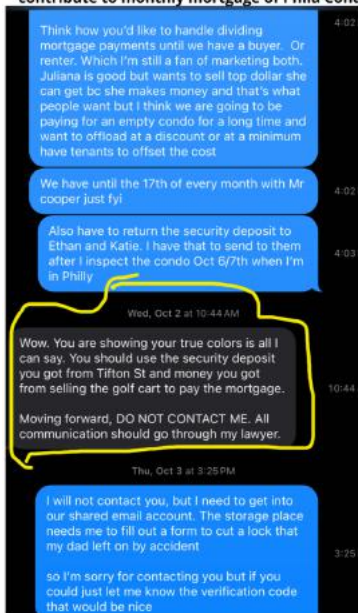 contribute to monthly mortgage of Phila Cond
4:02
Think how you'd like to handle dividing
mortgage payments until we have a buyer. Or
renter. Which I'm still a fan of marketing both.
Juliana is good but wants to sell top dollar she
can get bc she makes money and that's what
people want but I think we are going to be
paying for an empty condo for a long time and
want to offload at a discount or at a minimum
have tenants to offset the cost
We have until the 17th of every month with Mr
cooper just fyi
4:02
Also have to return the security deposit to
Ethan and Katie. I have that to send to them
after I inspect the condo Oct 6/7th when I'm
in Philly
4:03
Wed, Oct 2 at 10:44 AM
Wow. You are showing your true colors is all I
can say. You should use the security deposit
you got from Tifton St and money you got
from selling the golf cart to pay the mortgage.
10:44
Moving forward, DO NOT CONTACT ME. All
communication should go through my lawyer.
Thu, Oct 3 at 3:25 PM
I will not contact you, but I need to get into
our shared email account. The storage place
needs me to fill out a form to cut a lock that
my dad left on by accident
3:25
so I'm sorry for contacting you but if you
could just let me know the verification code
that would be nice